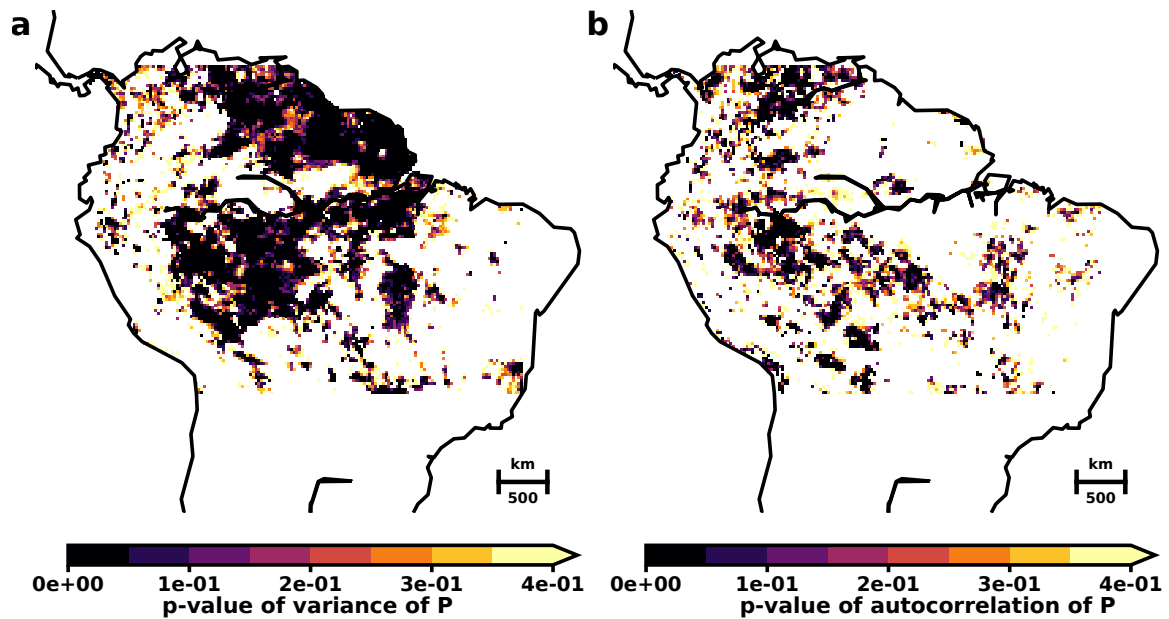 a
b
km
500
km
500
0e+00 1e-01 2e-01 3e-01 4e-01
p-value of variance of P
0e+00 1e-01 2e-01 3e-01 4e-01
p-value of autocorrelation of P